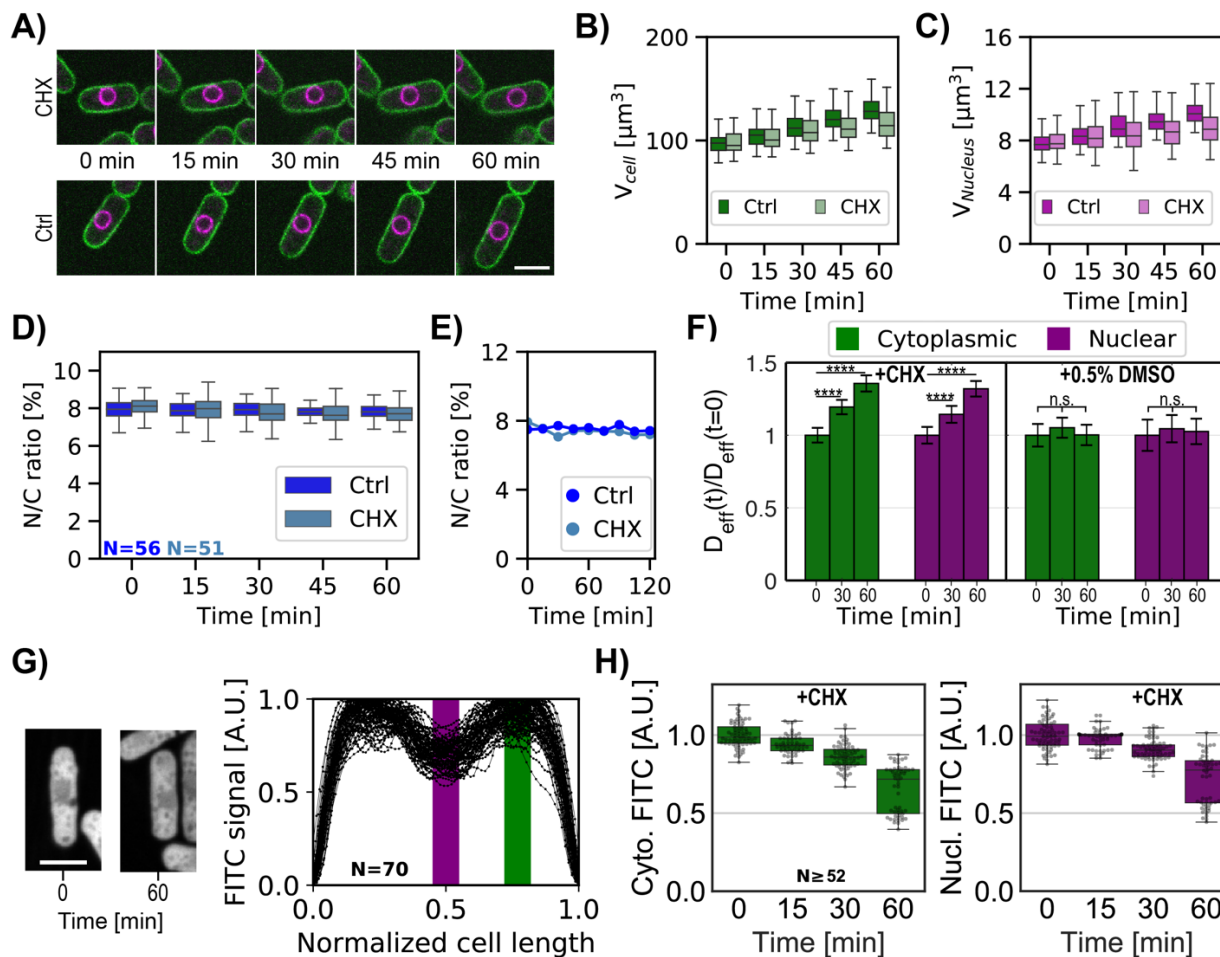 A)
CHX
0 min 15 min 30 min 45 min 60 min
Ctrl
B)
V_cell [μm³]
200
100
0
Ctrl CHX
0 15 30 45 60
Time [min]
C)
V_Nucleus [μm³]
16
12
8
4
0
Ctrl CHX
0 15 30 45 60
Time [min]
D)
N/C ratio [%]
10
8
6
4
2
0
Ctrl
CHX
N=56 N=51
0 15 30 45 60
Time [min]
E)
N/C ratio [%]
12
8
4
0
Ctrl
CHX
0 60 120
Time [min]
F)
Cytoplasmic Nuclear
D_eff(t)/D_eff(t=0)
1.5
1
0.5
0
+CHX
****
****
****
****
+0.5% DMSO
n.s.
n.s.
0 30 60 0 30 60 0 30 60 0 30 60
Time [min]
G)
0 60
Time [min]
FITC signal [A.U.]
1.0
0.5
0.0
N=70
0.0 0.5 1.0
Normalized cell length
H)
Cyto. FITC [A.U.]
1.0
0.5
0.0
+CHX
N≥52
0 15 30 60
Time [min]
Nucl. FITC [A.U.]
1.0
0.5
0.0
+CHX
0 15 30 60
Time [min]